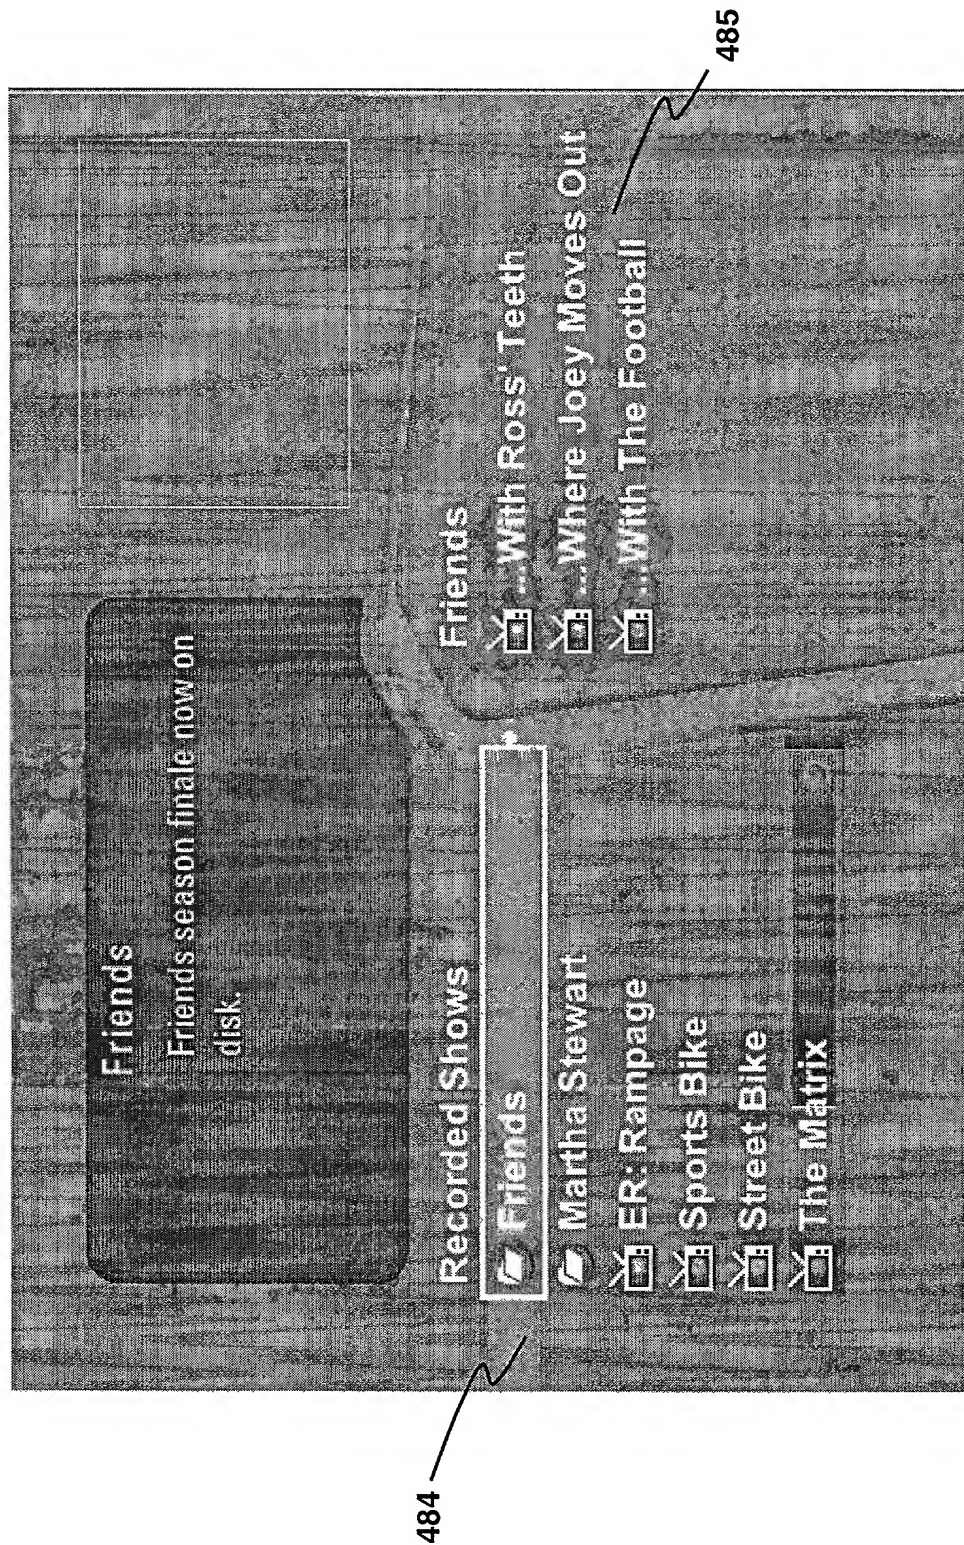 Friends
Friends season finale now on
disk.
Recorded Shows
Friends
Martha Stewart
ER: Rampage
Sports Bike
Street Bike
The Matrix
Friends
...With Ross' Teeth
...Where Joey Moves Out
...With The Football
484
485